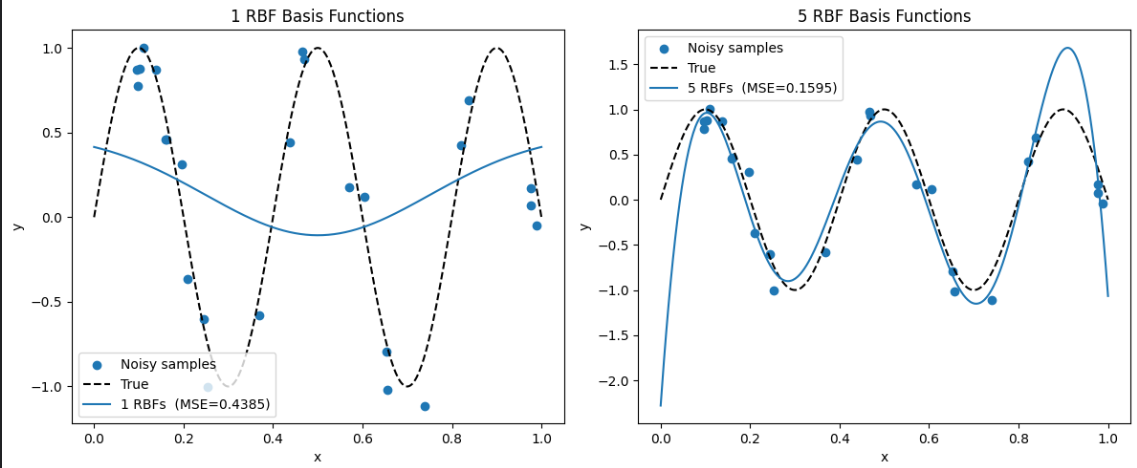 1 RBF Basis Functions
1.0
0.5
0.0
−0.5
−1.0
y
Noisy samples
True
1 RBFs (MSE=0.4385)
0.0 0.2 0.4 0.6 0.8 1.0
x
5 RBF Basis Functions
Noisy samples
True
5 RBFs (MSE=0.1595)
1.5
1.0
0.5
0.0
−0.5
−1.0
−1.5
−2.0
y
0.0 0.2 0.4 0.6 0.8 1.0
x